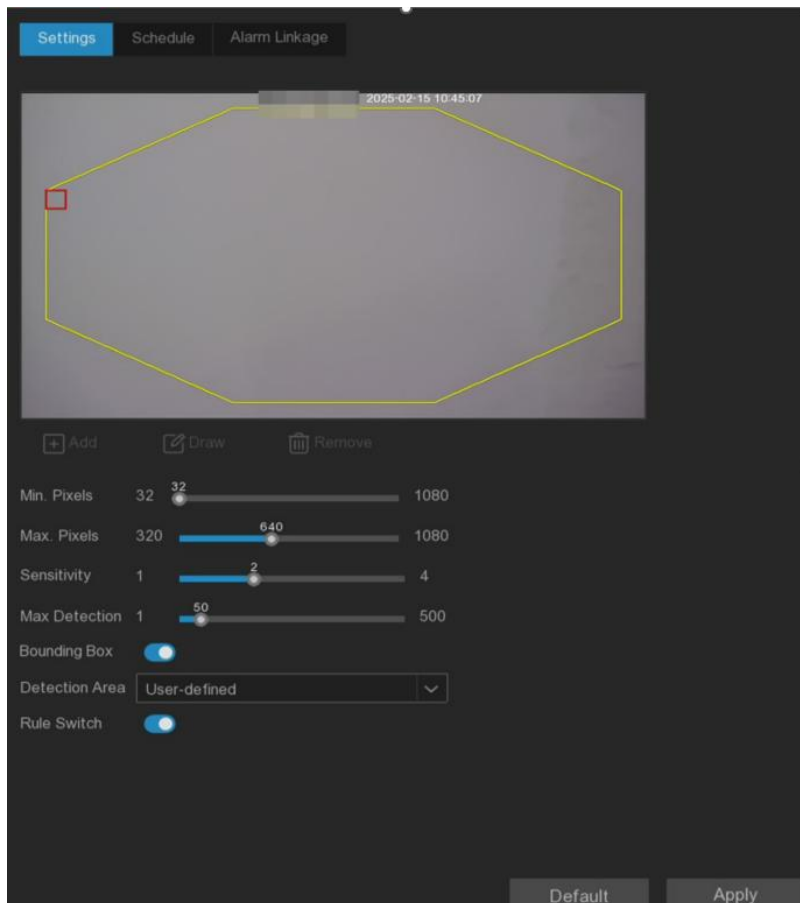 Settings Schedule Alarm Linkage
2025-02-15 10:45:07
Add Draw Remove
Min. Pixels 32 32 1080
Max. Pixels 320 640 1080
Sensitivity 1 2 4
Max Detection 1 50 500
Bounding Box
Detection Area User-defined
Rule Switch
Default Apply